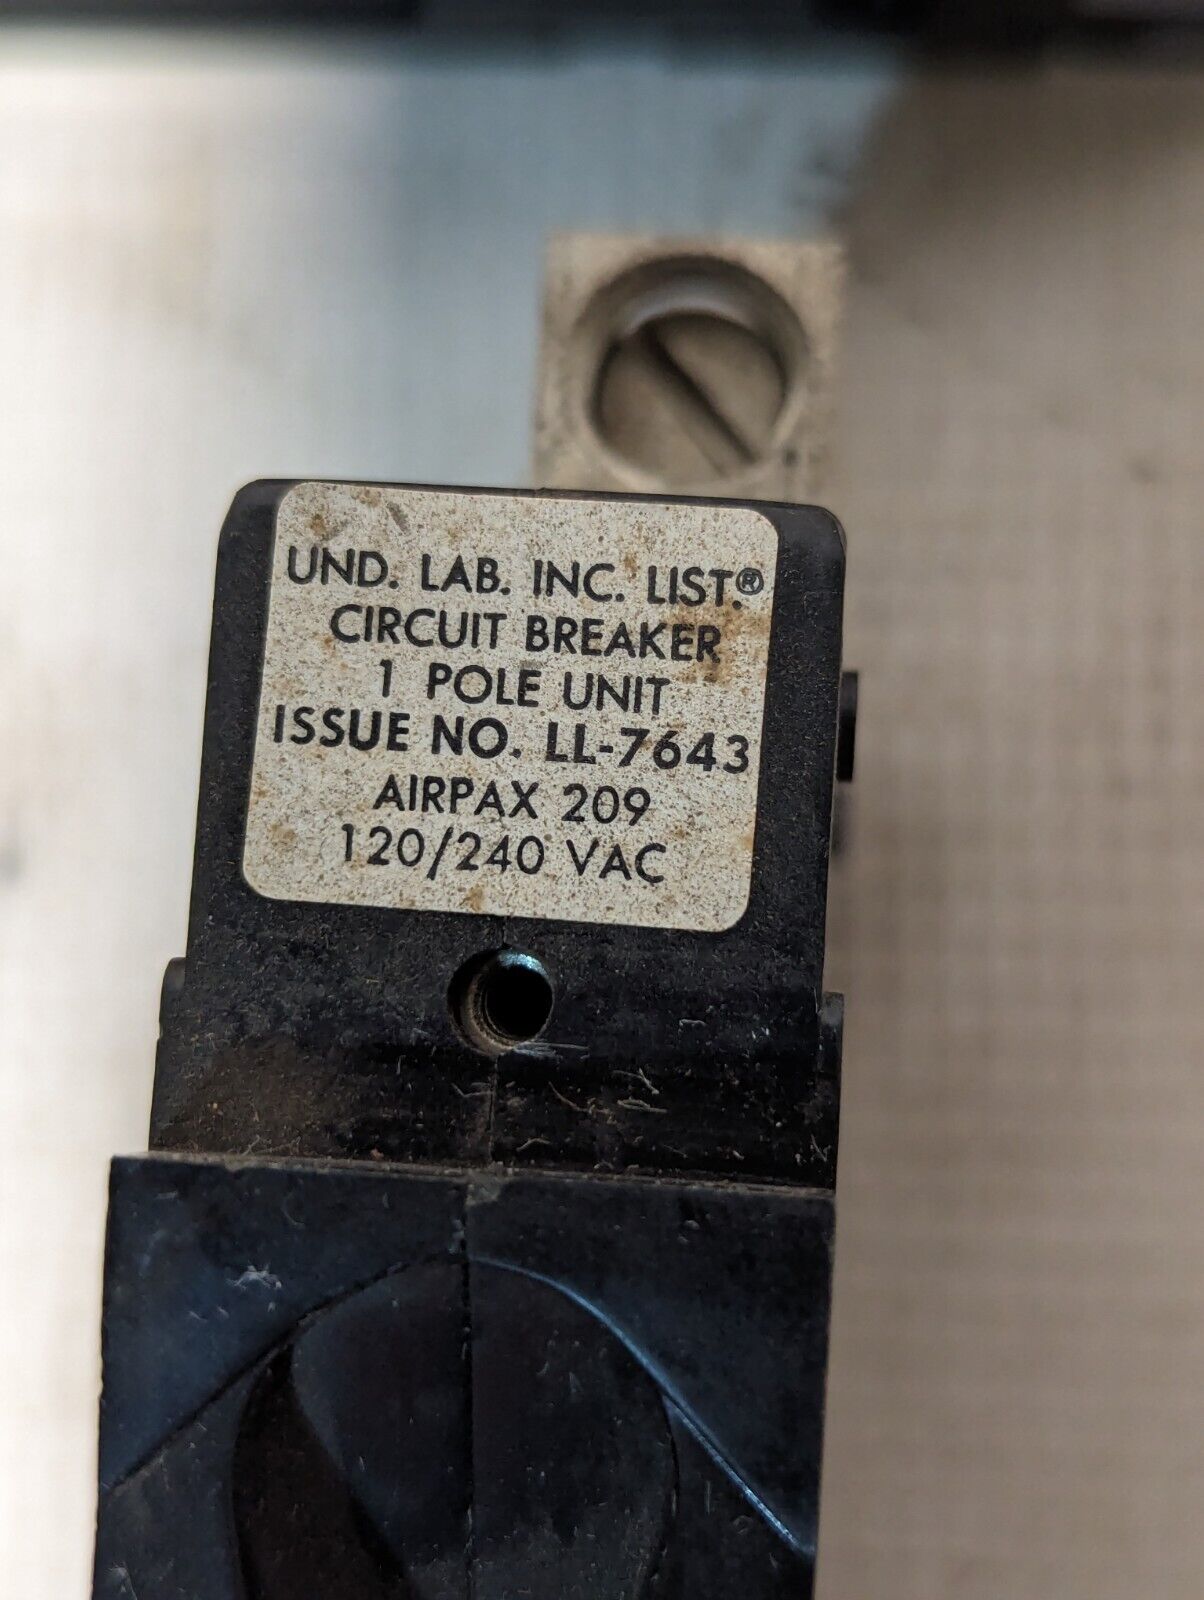 UND. LAB. INC. LIST.®
CIRCUIT BREAKER
1 POLE UNIT
ISSUE NO. LL-7643
AIRPAX 209
120/240 VAC